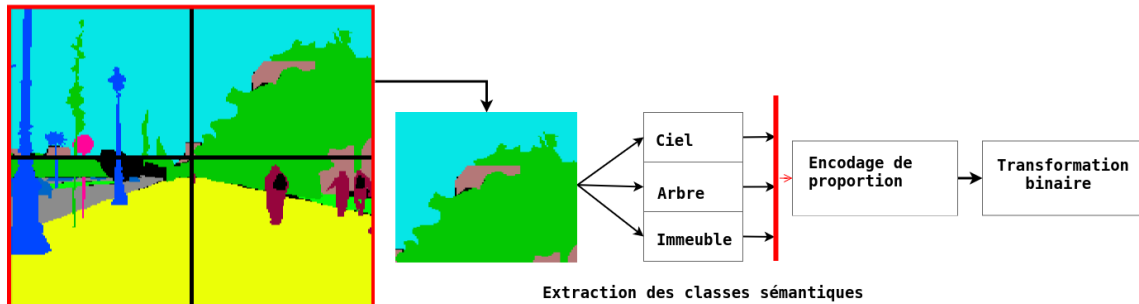 Ciel
Arbre
Immeuble
Encodage de
proportion
Transformation
binaire
Extraction des classes sémantiques